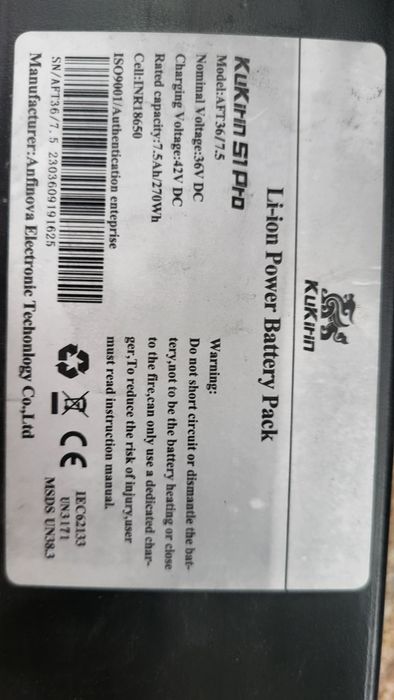 KuKirin
Li-ion Power Battery Pack
KuKirin S1 Pro
Model:AFT36/7.5
Nominal Voltage:36V DC
Charging Voltage:42V DC
Rated capacity:7.5Ah/270Wh
Cell:INR18650
ISO9001/Authentication enteprise
SN/AFT36/7.5 2303609191625
Warning:
Do not short circuit or dismantle the bat-
tery,not to be the battery heating or close
to the fire,can only use a dedicated char-
ger,To reduce the risk of injury,user
must read instruction manual.
CE
IEC62133
UN3171
MSDS UN38.3
Manufacturer:Anfinova Electronic Techonlogy Co,Ltd